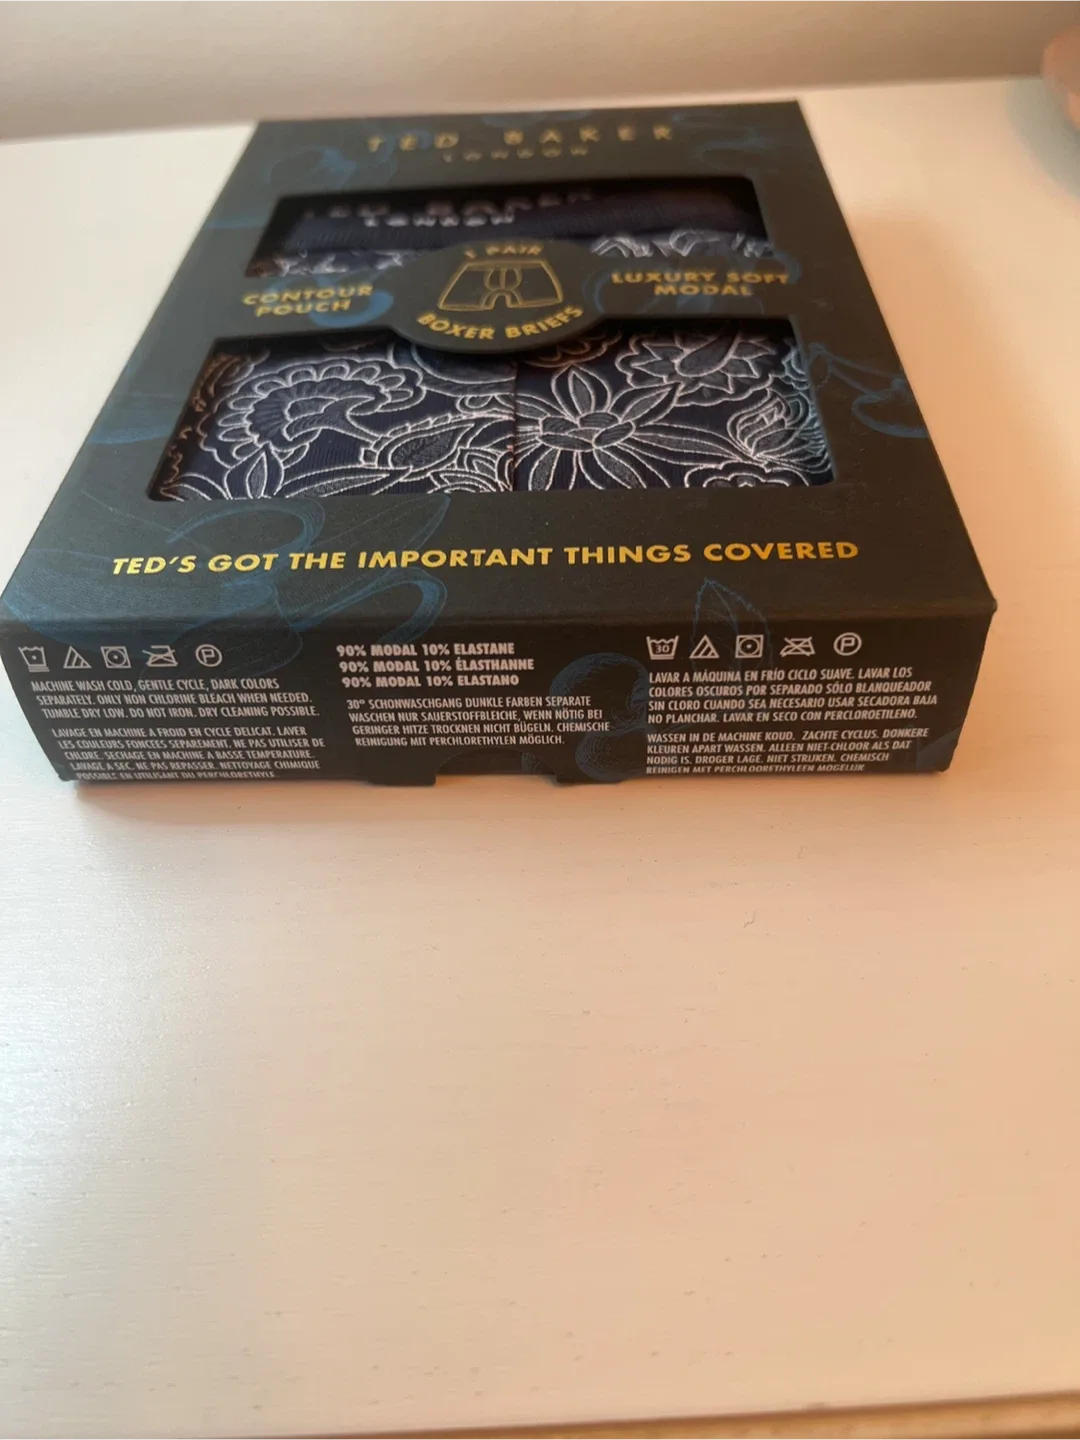 TED BAKER
LONDON
TED BAKER
LONDON
1 PAIR
BOXER BRIEFS
CONTOUR
POUCH
LUXURY SOFT
MODAL
TED'S GOT THE IMPORTANT THINGS COVERED
MACHINE WASH COLD, GENTLE CYCLE, DARK COLORS
SEPARATELY. ONLY NON CHLORINE BLEACH WHEN NEEDED.
TUMBLE DRY LOW. DO NOT IRON. DRY CLEANING POSSIBLE.
LAVAGE EN MACHINE A FROID EN CYCLE DELICAT. LAVER
LES COULEURS FONCEES SEPAREMENT. NE PAS UTILISER DE
CHLORE. SECHAGE EN MACHINE A BASSE TEMPERATURE.
LAVAGE A SEC. NE PAS REPASSER. NETTOYAGE CHIMIQUE
POSSIBLE EN UTILISANT DU PERCHLORETHYLE
90% MODAL 10% ELASTANE
90% MODAL 10% ÉLASTHANNE
90% MODAL 10% ELASTANO
30° SCHONWASCHGANG DUNKLE FARBEN SEPARATE
WASCHEN NUR SAUERSTOFFBLEICHE, WENN NÖTIG BEI
GERINGER HITZE TROCKNEN NICHT BÜGELN. CHEMISCHE
REINIGUNG MIT PERCHLORETHYLEN MÖGLICH.
30
P
P
LAVAR A MÁQUINA EN FRÍO CICLO SUAVE. LAVAR LOS
COLORES OSCUROS POR SEPARADO SÓLO BLANQUEADOR
SIN CLORO CUANDO SEA NECESARIO USAR SECADORA BAJA
NO PLANCHAR. LAVAR EN SECO CON PERCLOROETILENO.
WASSEN IN DE MACHINE KOUD. ZACHTE CYCLUS. DONKERE
KLEUREN APART WASSEN. ALLEEN NIET-CHLOOR ALS DAT
NODIG IS. DROGER LAGE. NIET STRIJKEN. CHEMISCH
REINIGEN MET PERCHLOORETHYLEEN MOGELIJK